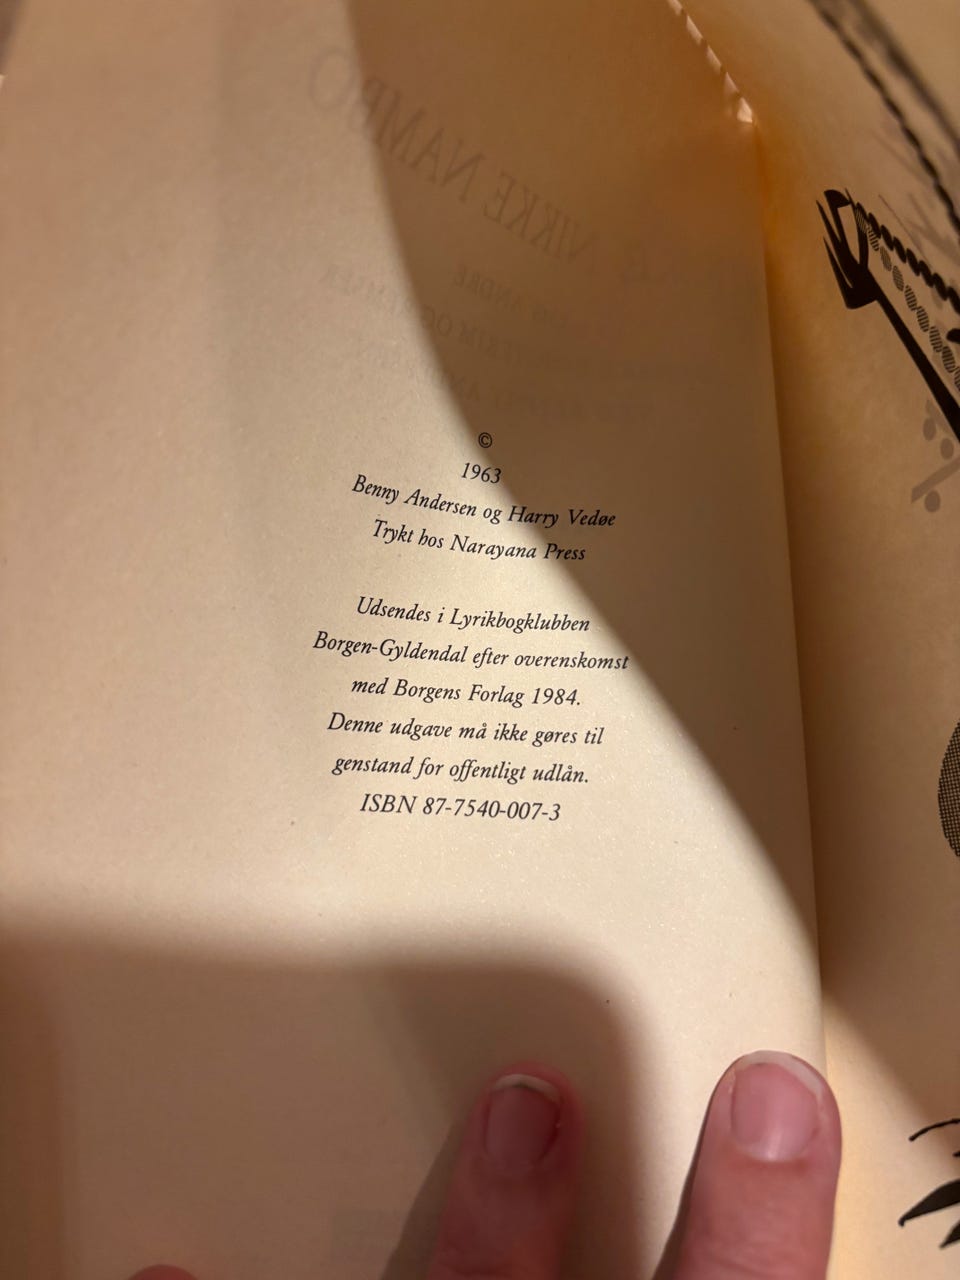 ©
1963
Benny Andersen og Harry Vedøe
Trykt hos Narayana Press
Udsendes i Lyrikbogklubben
Borgen-Gyldendal efter overenskomst
med Borgens Forlag 1984.
Denne udgave må ikke gøres til
genstand for offentligt udlån.
ISBN 87-7540-007-3